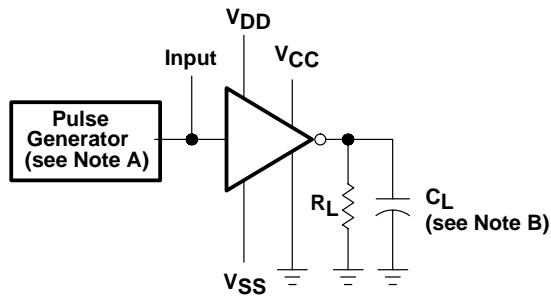 VDD
VCC
Input
Pulse
Generator
(see Note A)
RL
CL
(see Note B)
VSS